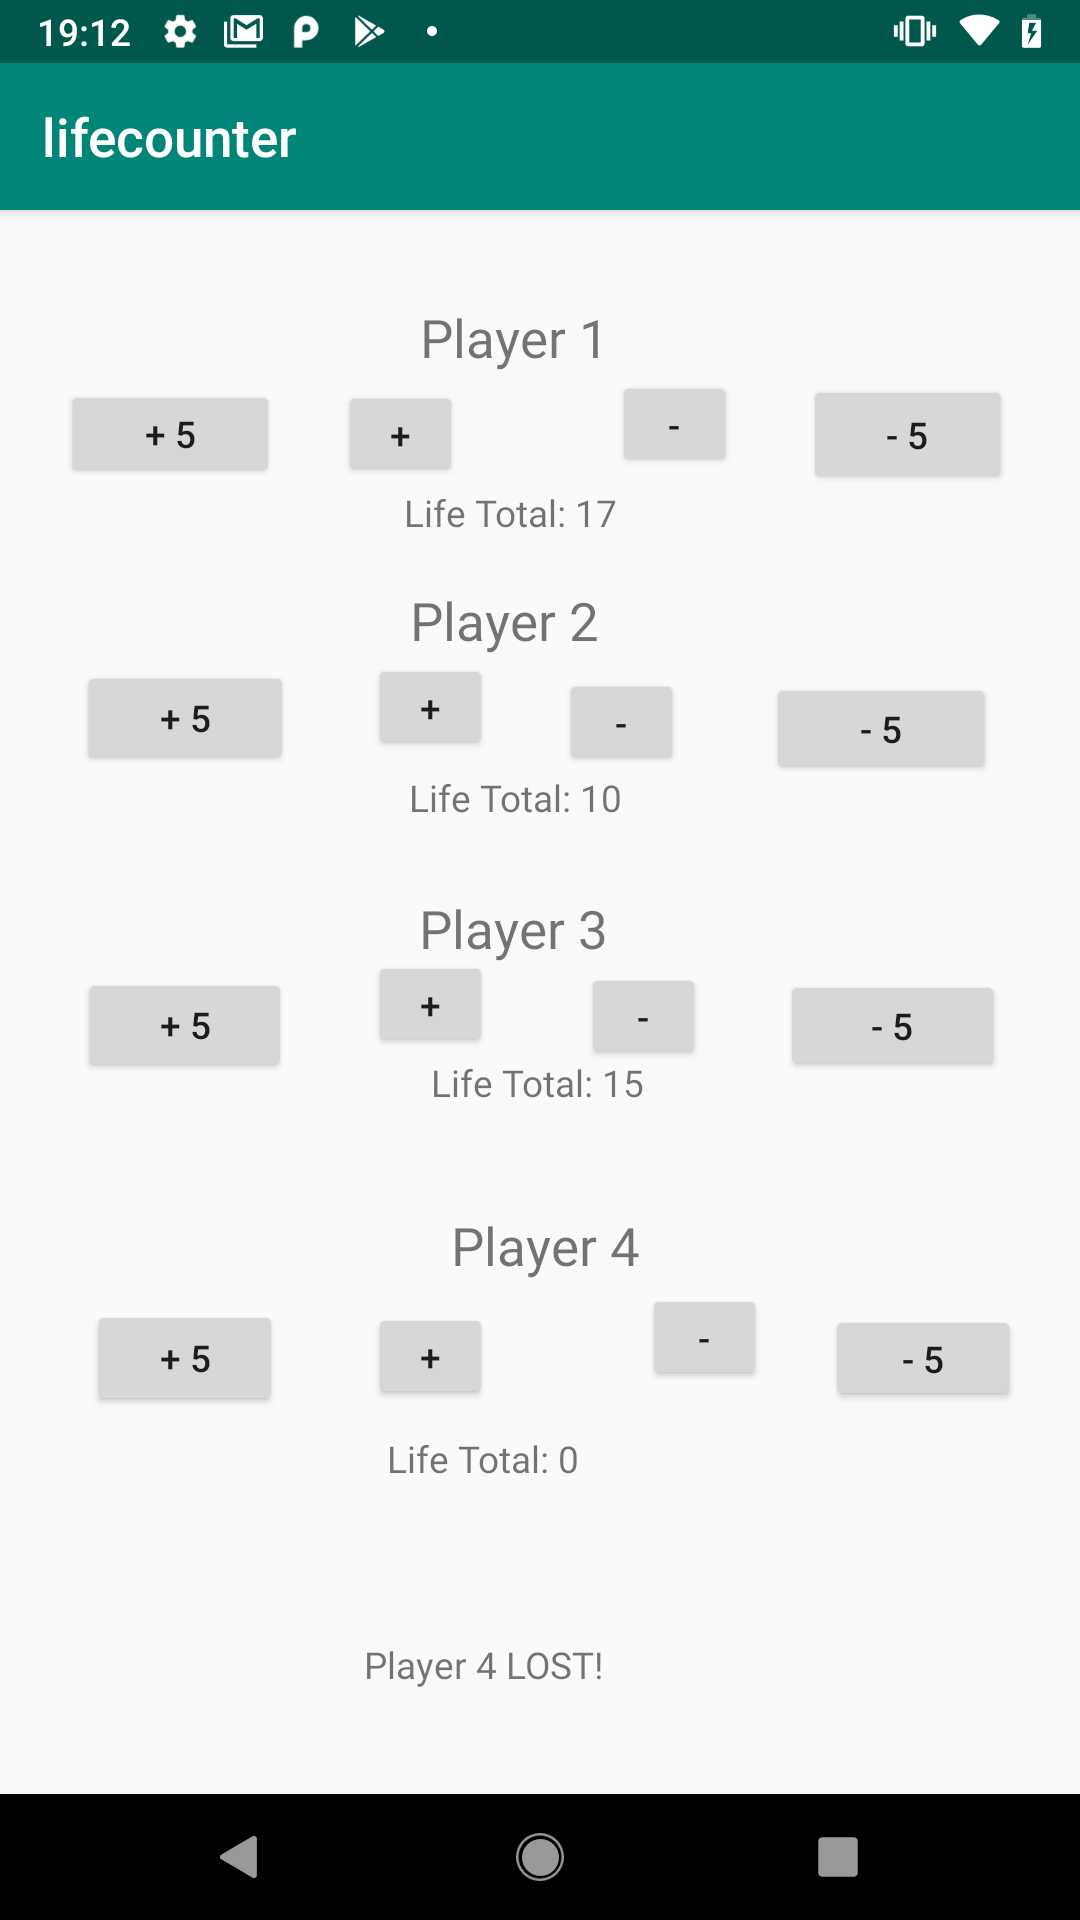 19:12
lifecounter
Player 1
+ 5 + - - 5
Life Total: 17
Player 2
+ 5 + - - 5
Life Total: 10
Player 3
+ 5 + - - 5
Life Total: 15
Player 4
+ 5 + - - 5
Life Total: 0
Player 4 LOST!